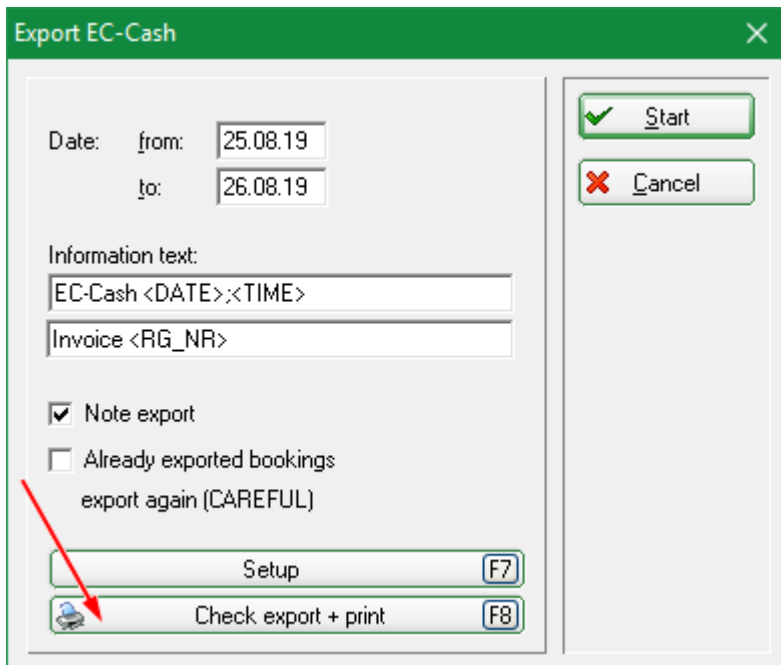 Export EC-Cash
Date: from: 25.08.19
to: 26.08.19
Information text:
EC-Cash <DATE>;<TIME>
Invoice <RG_NR>
Note export
Already exported bookings
export again (CAREFUL)
Setup F7
Check export + print F8
Start
Cancel